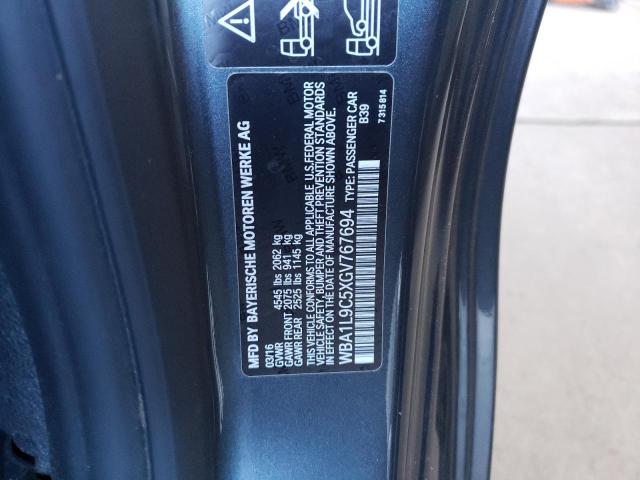 MFD BY BAYERISCHE MOTOREN WERKE AG
03/16
GVWR 4545 lbs 2062 kg
GAWR FRONT 2075 lbs 941 kg
GAWR REAR 2525 lbs 1145 kg
THIS VEHICLE CONFORMS TO ALL APPLICABLE U.S. FEDERAL MOTOR
VEHICLE SAFETY, BUMPER AND THEFT PREVENTION STANDARDS
IN EFFECT ON THE DATE OF MANUFACTURE SHOWN ABOVE.
WBA1L9C5XGV767694 TYPE: PASSENGER CAR
B39
7315814